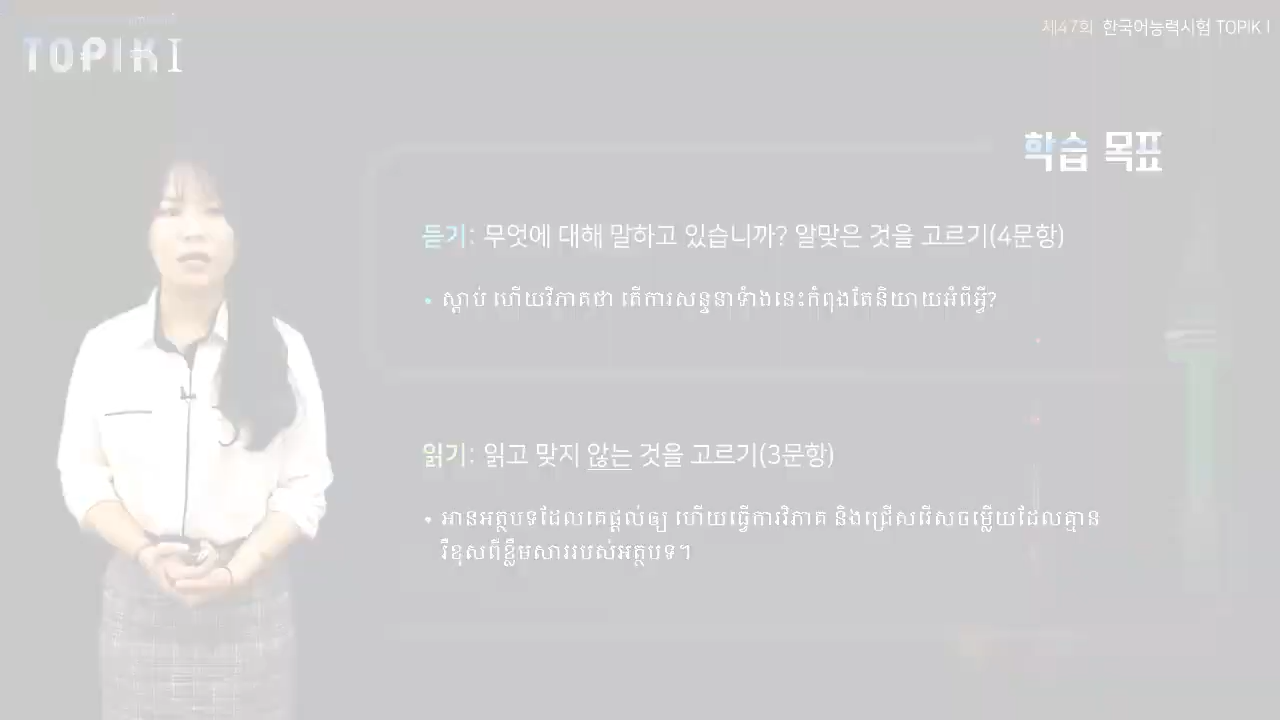 TOPIK I
제47회 한국어능력시험 TOPIK I
학습 목표
듣기: 무엇에 대해 말하고 있습니까? 알맞은 것을 고르기(4문항)
• ស្តាប់ ហើយវិភាគថា តើការសន្ទនាទំាងនេះកំពុងតែនិយាយអំពីអ្វី?
읽기: 읽고 맞지 않는 것을 고르기(3문항)
• អានអត្ថបទដែលគេផ្តល់ឲ្យ ហើយធ្វើការវិភាគ និងជ្រើសរើសចម្លើយដែលគ្មាន
រឺខុសពីខ្លឹមសាររបស់អត្ថបទ។